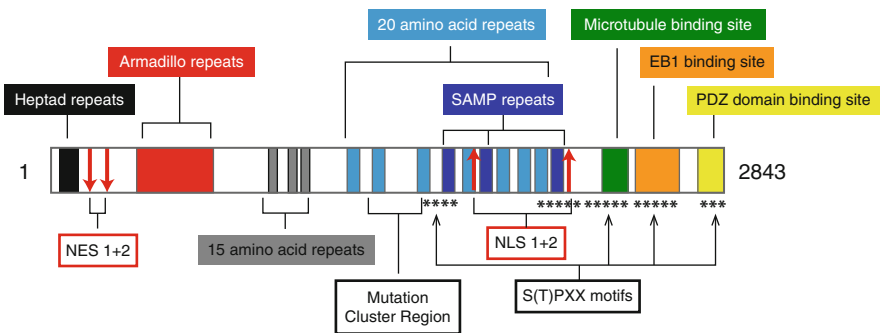 20 amino acid repeats
Microtubule binding site
Armadillo repeats
EB1 binding site
Heptad repeats
SAMP repeats
PDZ domain binding site
1
2843
**** ***** ***** ***** ***
NES 1+2
15 amino acid repeats
NLS 1+2
Mutation
Cluster Region
S(T)PXX motifs